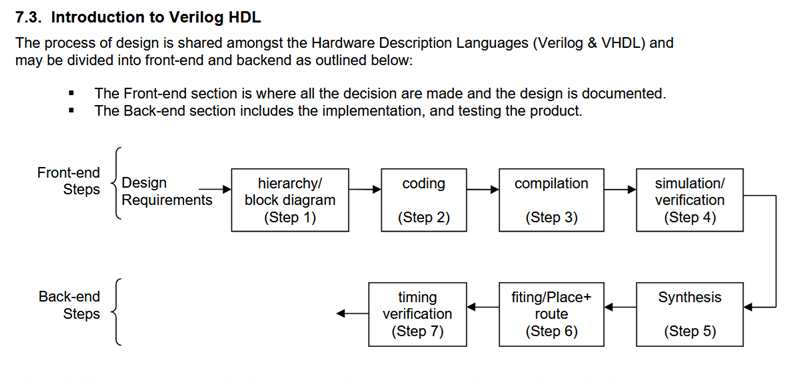 7.3. Introduction to Verilog HDL
The process of design is shared amongst the Hardware Description Languages (Verilog & VHDL) and
may be divided into front-end and backend as outlined below:
▪ The Front-end section is where all the decision are made and the design is documented.
▪ The Back-end section includes the implementation, and testing the product.
Front-end
Steps
Design
Requirements
hierarchy/
block diagram
(Step 1)
coding
(Step 2)
compilation
(Step 3)
simulation/
verification
(Step 4)
Back-end
Steps
timing
verification
(Step 7)
fiting/Place+
route
(Step 6)
Synthesis
(Step 5)